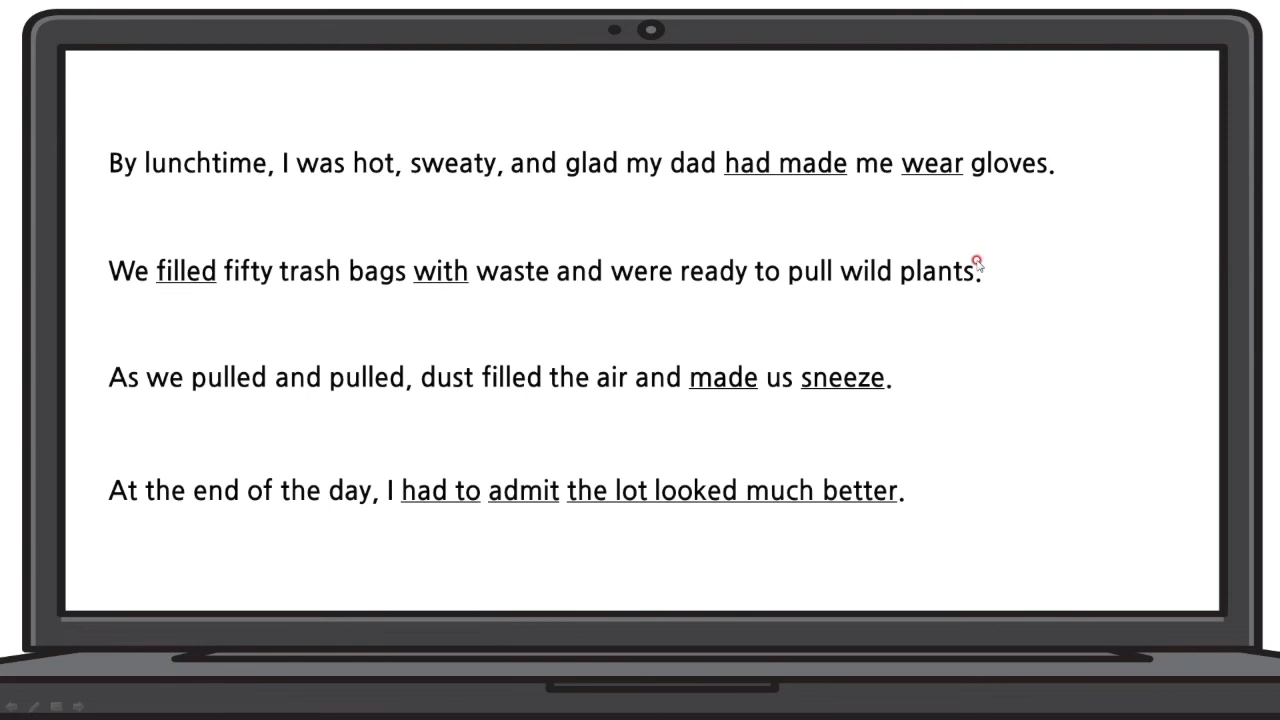 By lunchtime, I was hot, sweaty, and glad my dad had made me wear gloves.
We filled fifty trash bags with waste and were ready to pull wild plants.
As we pulled and pulled, dust filled the air and made us sneeze.
At the end of the day, I had to admit the lot looked much better.